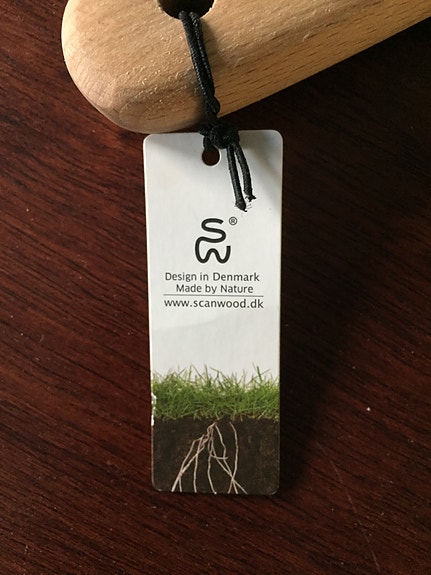 SW®
Design in Denmark
Made by Nature
www.scanwood.dk